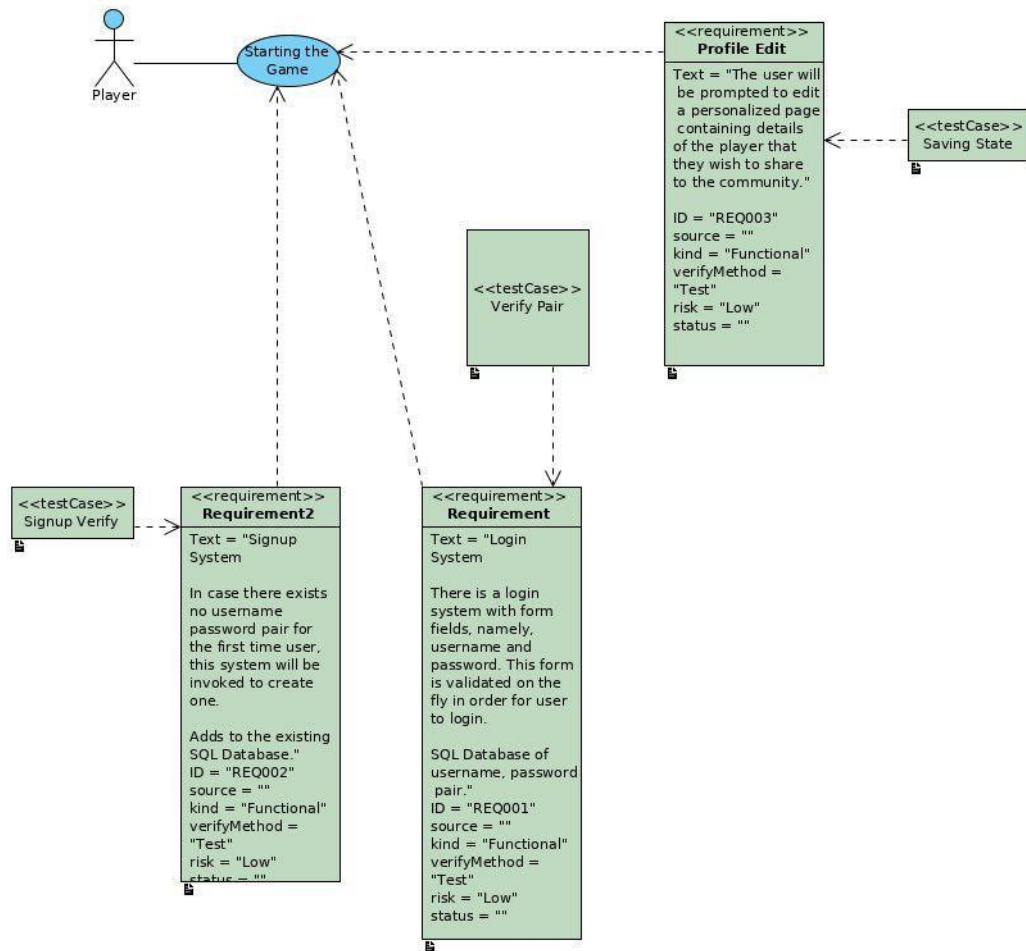 Player
Starting the
Game
<<requirement>>
Profile Edit
Text = "The user will
be prompted to edit
a personalized page
containing details
of the player that
they wish to share
to the community."
ID = "REQ003"
source = ""
kind = "Functional"
verifyMethod =
"Test"
risk = "Low"
status = ""
<<testCase>>
Saving State
<<testCase>>
Verify Pair
<<testCase>>
Signup Verify
<<requirement>>
Requirement2
Text = "Signup
System
In case there exists
no username
password pair for
the first time user,
this system will be
invoked to create
one.
Adds to the existing
SQL Database."
ID = "REQ002"
source = ""
kind = "Functional"
verifyMethod =
"Test"
risk = "Low"
status = ""
<<requirement>>
Requirement
Text = "Login
System
There is a login
system with form
fields, namely,
username and
password. This form
is validated on the
fly in order for user
to login.
SQL Database of
username, password
pair."
ID = "REQ001"
source = ""
kind = "Functional"
verifyMethod =
"Test"
risk = "Low"
status = ""